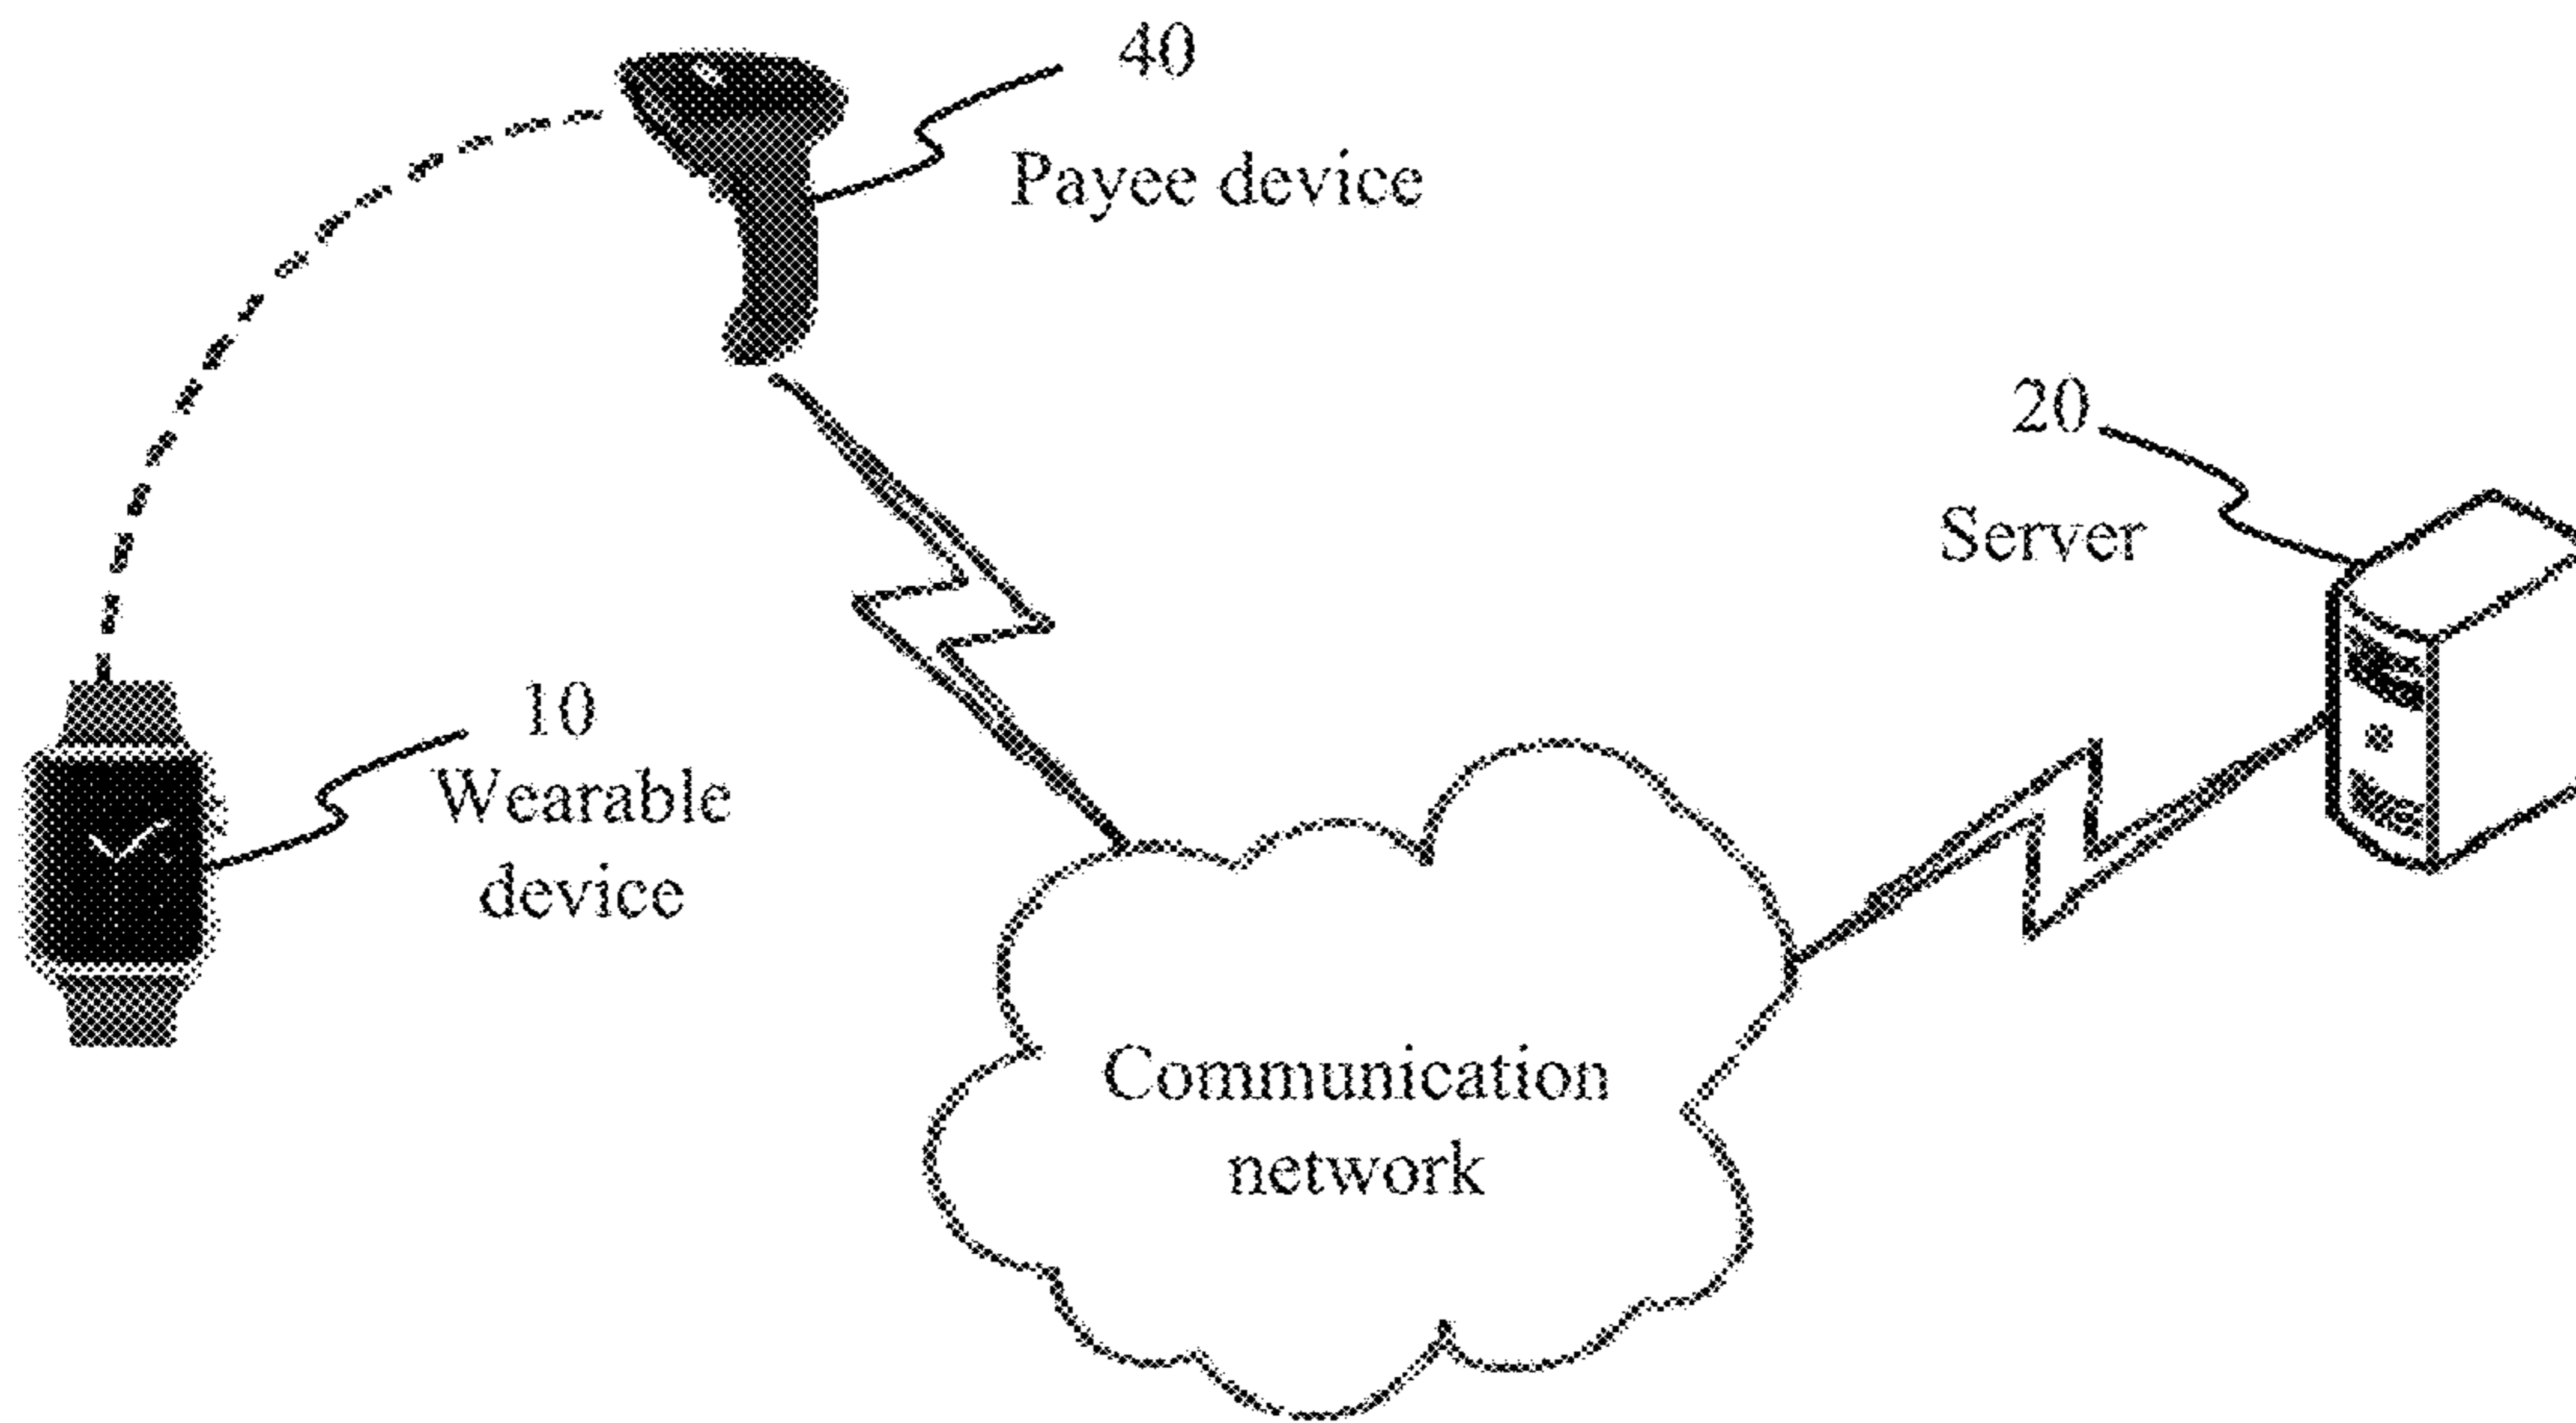 40
Payee device
20
Server
10
Wearable
device
Communication
network